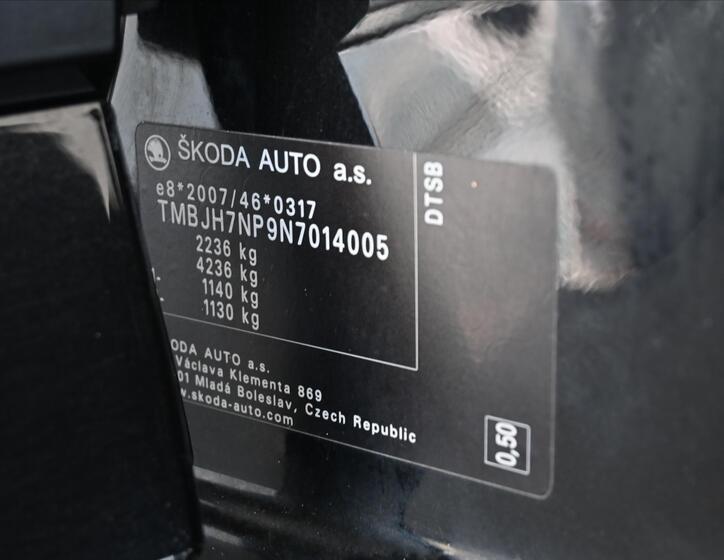 ŠKODA AUTO a.s.
e8*2007/46*0317
TMBJH7NP9N7014005
2236 kg
4236 kg
1140 kg
1130 kg
DTSB
ODA AUTO a.s.
Václava Klementa 869
01 Mladá Boleslav, Czech Republic
w.skoda-auto.com
0,50